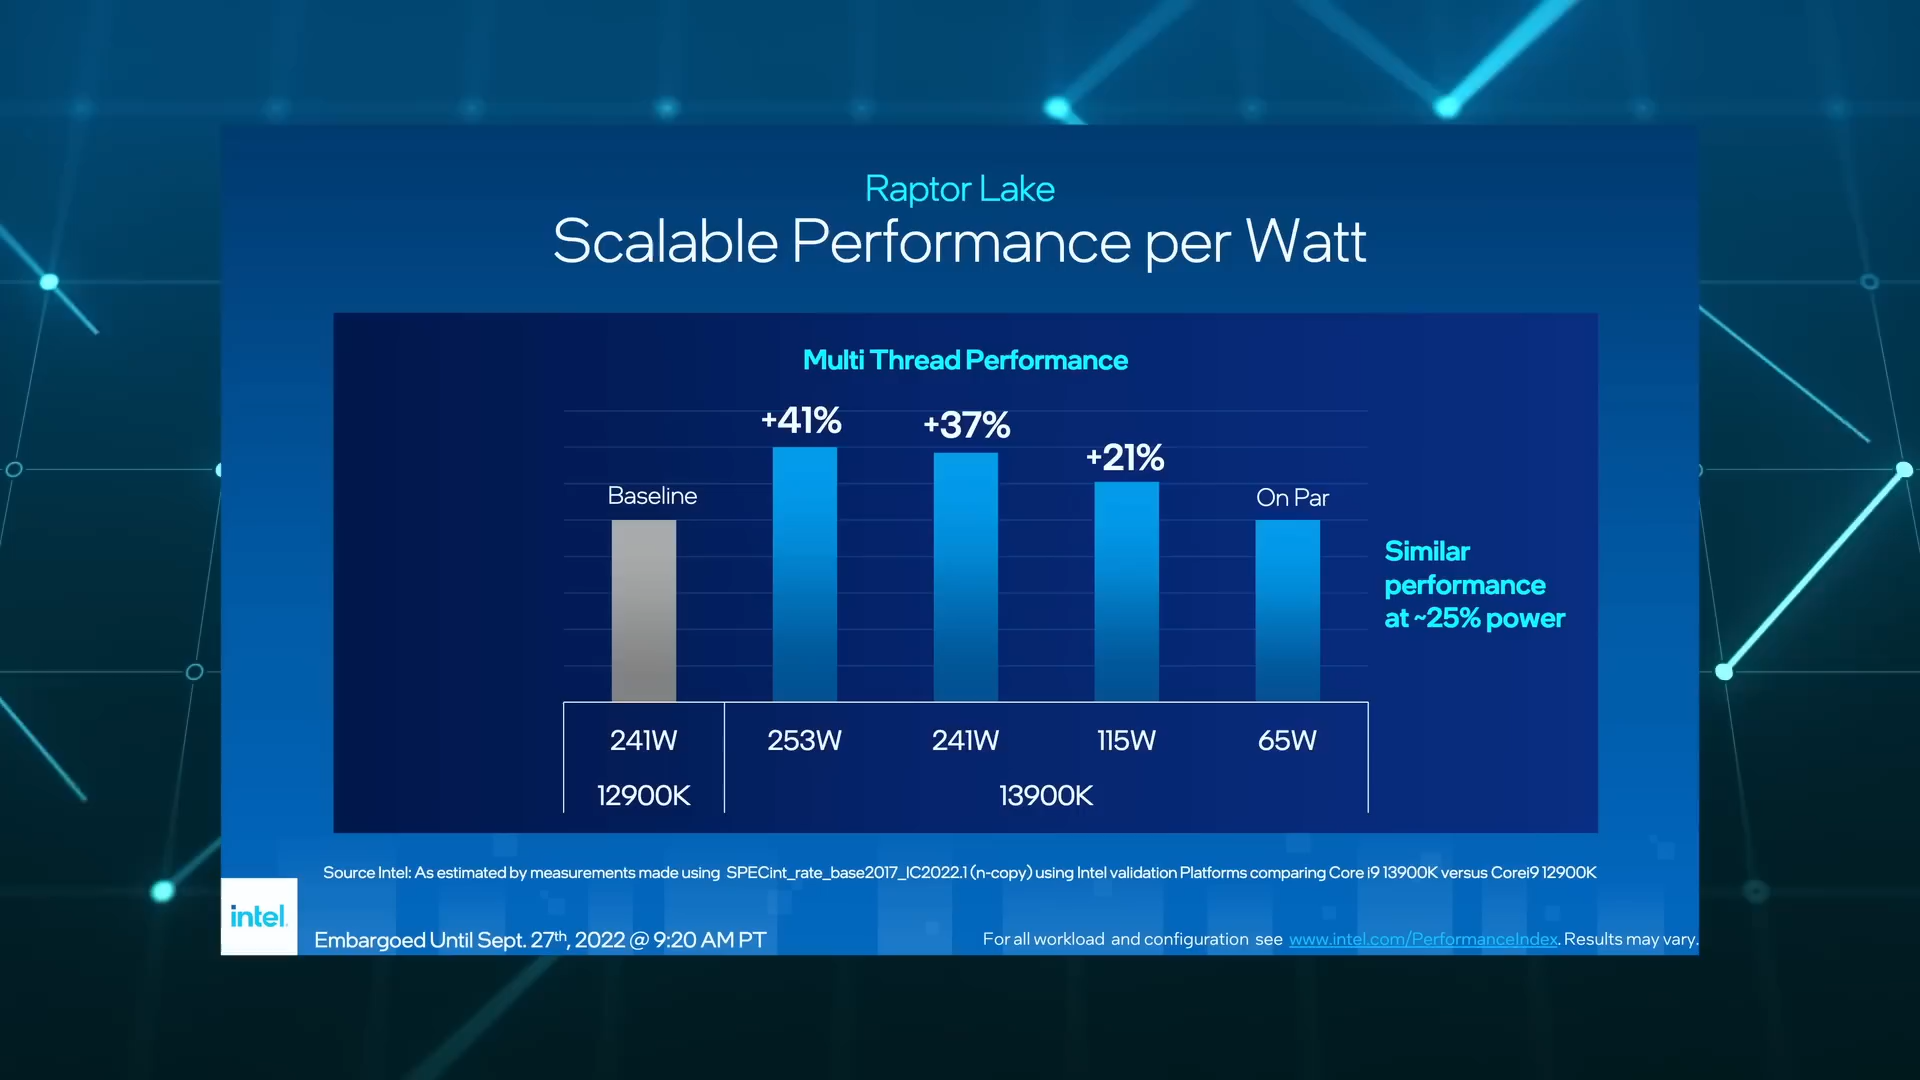 Raptor Lake
Scalable Performance per Watt
Multi Thread Performance
Baseline
+41%
+37%
+21%
On Par
Similar
performance
at ~25% power
241W
253W
241W
115W
65W
12900K
13900K
Source Intel: As estimated by measurements made using SPECint_rate_base2017_IC2022.1 (n-copy) using Intel validation Platforms comparing Core i9 13900K versus Corei9 12900K
intel.
Embargoed Until Sept. 27th, 2022 @ 9:20 AM PT
For all workload and configuration see www.intel.com/PerformanceIndex. Results may vary.